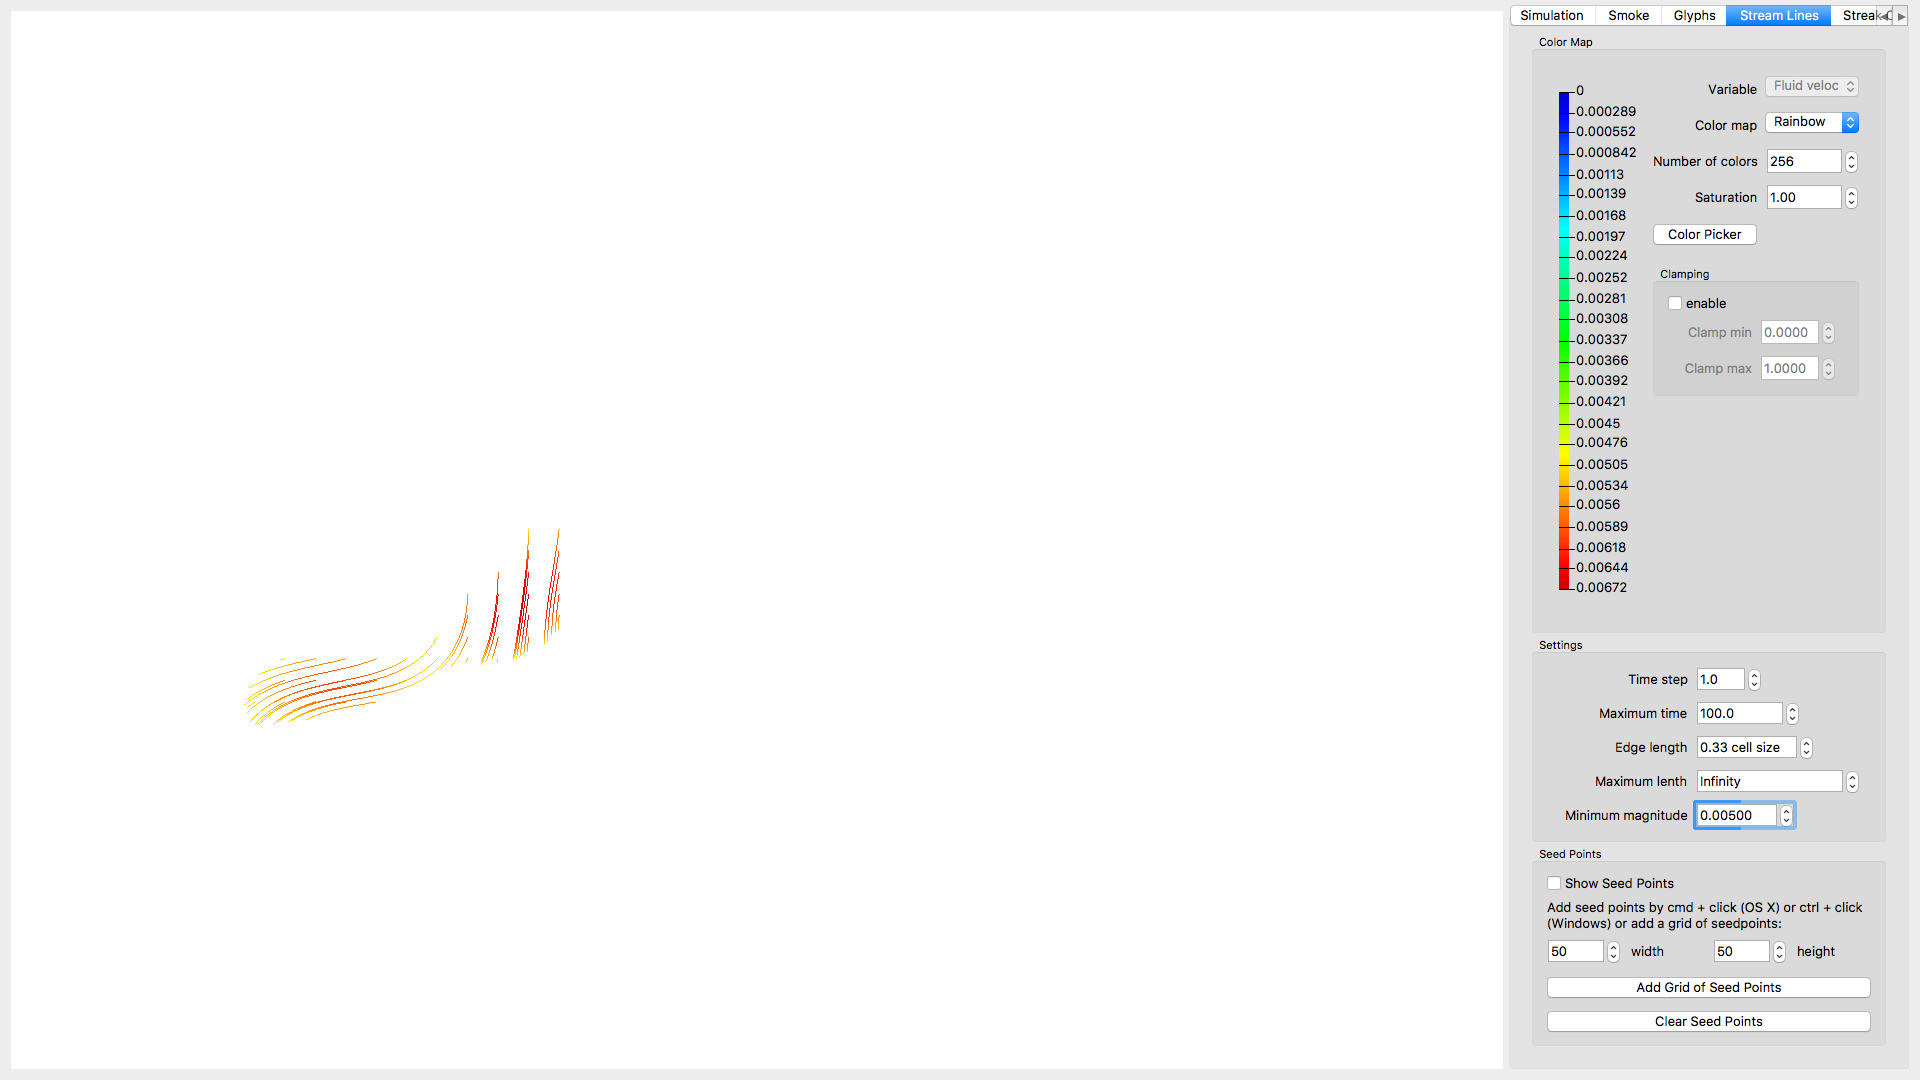 Simulation Smoke Glyphs Stream Lines Streak
Color Map
0
0.000289
0.000552
0.000842
0.00113
0.00139
0.00168
0.00197
0.00224
0.00252
0.00281
0.00308
0.00337
0.00366
0.00392
0.00421
0.0045
0.00476
0.00505
0.00534
0.0056
0.00589
0.00618
0.00644
0.00672
Variable Fluid veloc
Color map Rainbow
Number of colors 256
Saturation 1.00
Color Picker
Clamping
enable
Clamp min 0.0000
Clamp max 1.0000
Settings
Time step 1.0
Maximum time 100.0
Edge length 0.33 cell size
Maximum lenth Infinity
Minimum magnitude 0.00500
Seed Points
Show Seed Points
Add seed points by cmd + click (OS X) or ctrl + click
(Windows) or add a grid of seedpoints:
50 width 50 height
Add Grid of Seed Points
Clear Seed Points